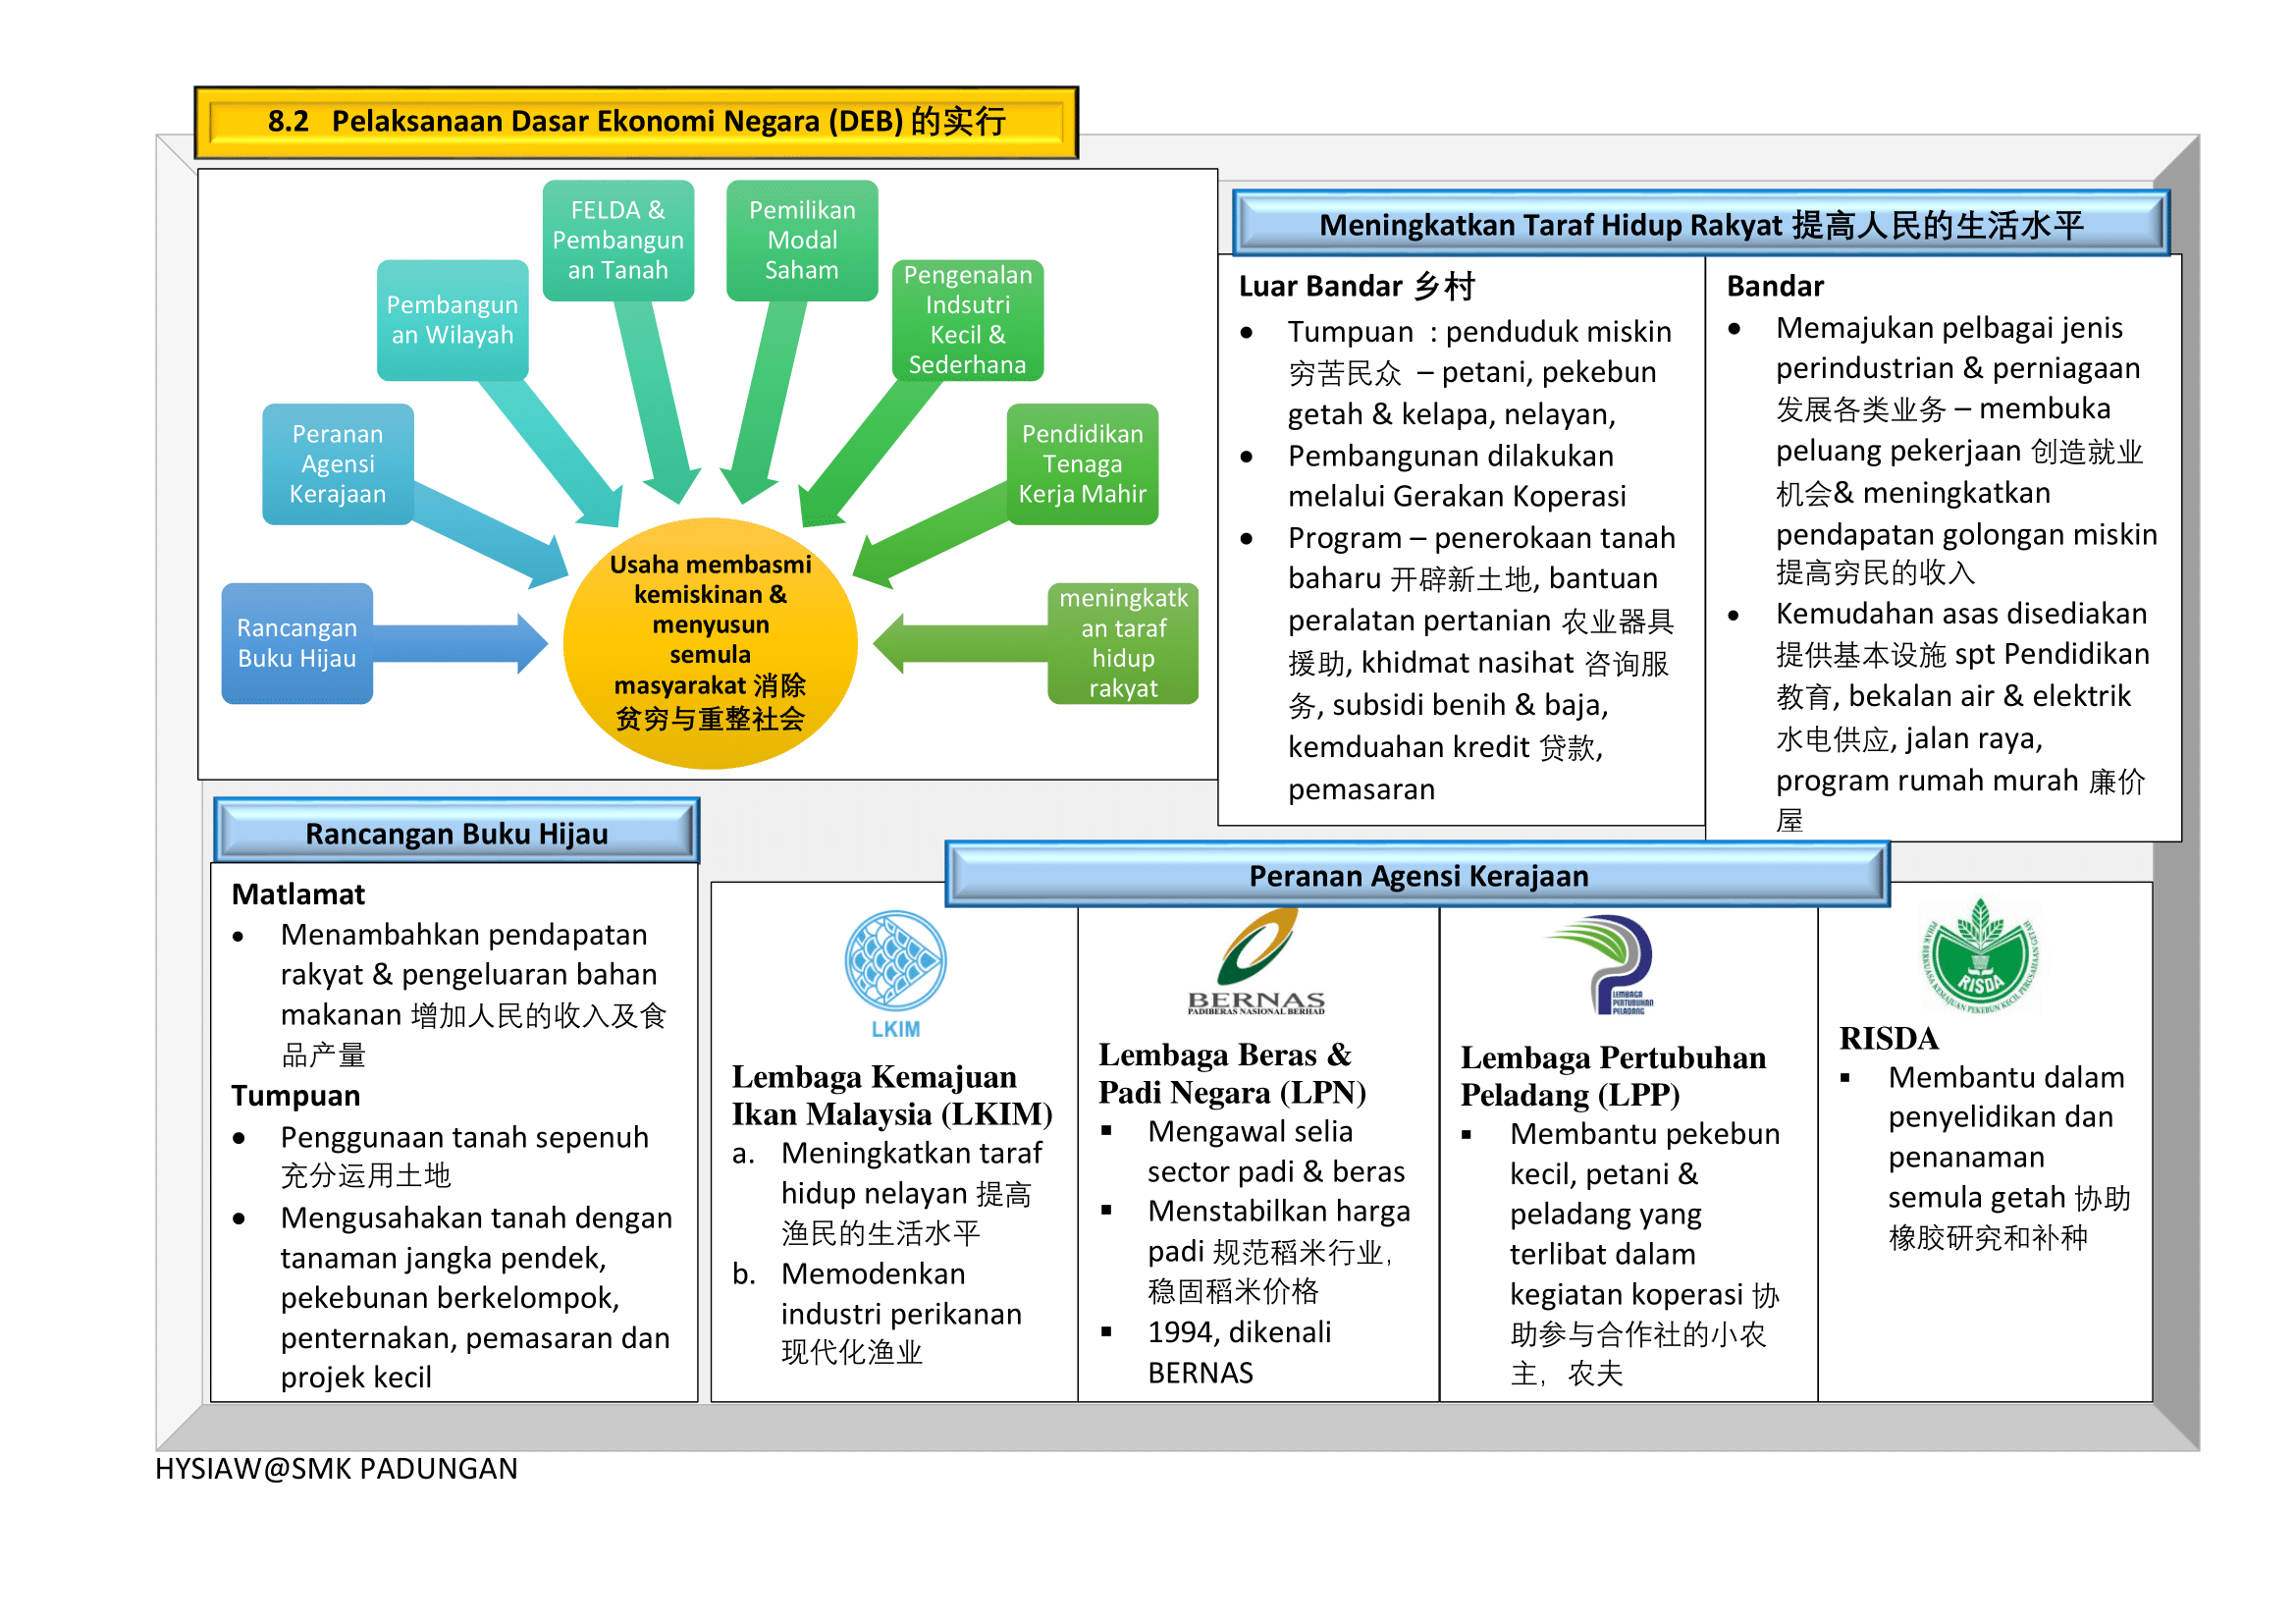 8.2 Pelaksanaan Dasar Ekonomi Negara (DEB) 的实行
Rancangan
Buku Hijau
Peranan
Agensi
Kerajaan
Pembangun
an Wilayah
FELDA &
Pembangun
an Tanah
Pemilikan
Modal
Saham
Pengenalan
Indsutri
Kecil &
Sederhana
Pendidikan
Tenaga
Kerja Mahir
meningkatk
an taraf
hidup
rakyat
Usaha membasmi
kemiskinan &
menyusun
semula
masyarakat 消除
贫穷与重整社会
Meningkatkan Taraf Hidup Rakyat 提高人民的生活水平
Luar Bandar 乡村
• Tumpuan : penduduk miskin
穷苦民众 – petani, pekebun
getah & kelapa, nelayan,
• Pembangunan dilakukan
melalui Gerakan Koperasi
• Program – penerokaan tanah
baharu 开辟新土地, bantuan
peralatan pertanian 农业器具
援助, khidmat nasihat 咨询服
务, subsidi benih & baja,
kemduahan kredit 贷款,
pemasaran
Bandar
• Memajukan pelbagai jenis
perindustrian & perniagaan
发展各类业务 – membuka
peluang pekerjaan 创造就业
机会& meningkatkan
pendapatan golongan miskin
提高穷民的收入
• Kemudahan asas disediakan
提供基本设施 spt Pendidikan
教育, bekalan air & elektrik
水电供应, jalan raya,
program rumah murah 廉价
屋
Rancangan Buku Hijau
Matlamat
• Menambahkan pendapatan
rakyat & pengeluaran bahan
makanan 增加人民的收入及食
品产量
Tumpuan
• Penggunaan tanah sepenuh
充分运用土地
• Mengusahakan tanah dengan
tanaman jangka pendek,
pekebunan berkelompok,
penternakan, pemasaran dan
projek kecil
Peranan Agensi Kerajaan
LKIM
Lembaga Kemajuan
Ikan Malaysia (LKIM)
a. Meningkatkan taraf
hidup nelayan 提高
渔民的生活水平
b. Memodenkan
industri perikanan
现代化渔业
BERNAS
PADIBERAS NASIONAL BERHAD
Lembaga Beras &
Padi Negara (LPN)
▪ Mengawal selia
sector padi & beras
▪ Menstabilkan harga
padi 规范稻米行业,
稳固稻米价格
▪ 1994, dikenali
BERNAS
LEMBAGA
PERTUBUHAN
PELADANG
Lembaga Pertubuhan
Peladang (LPP)
▪ Membantu pekebun
kecil, petani &
peladang yang
terlibat dalam
kegiatan koperasi 协
助参与合作社的小农
主, 农夫
PIHAK BERKUASA KEMAJUAN PEKEBUN KECIL PERUSAHAAN GETAH
RISDA
RISDA
▪ Membantu dalam
penyelidikan dan
penanaman
semula getah 协助
橡胶研究和补种
HYSIAW@SMK PADUNGAN